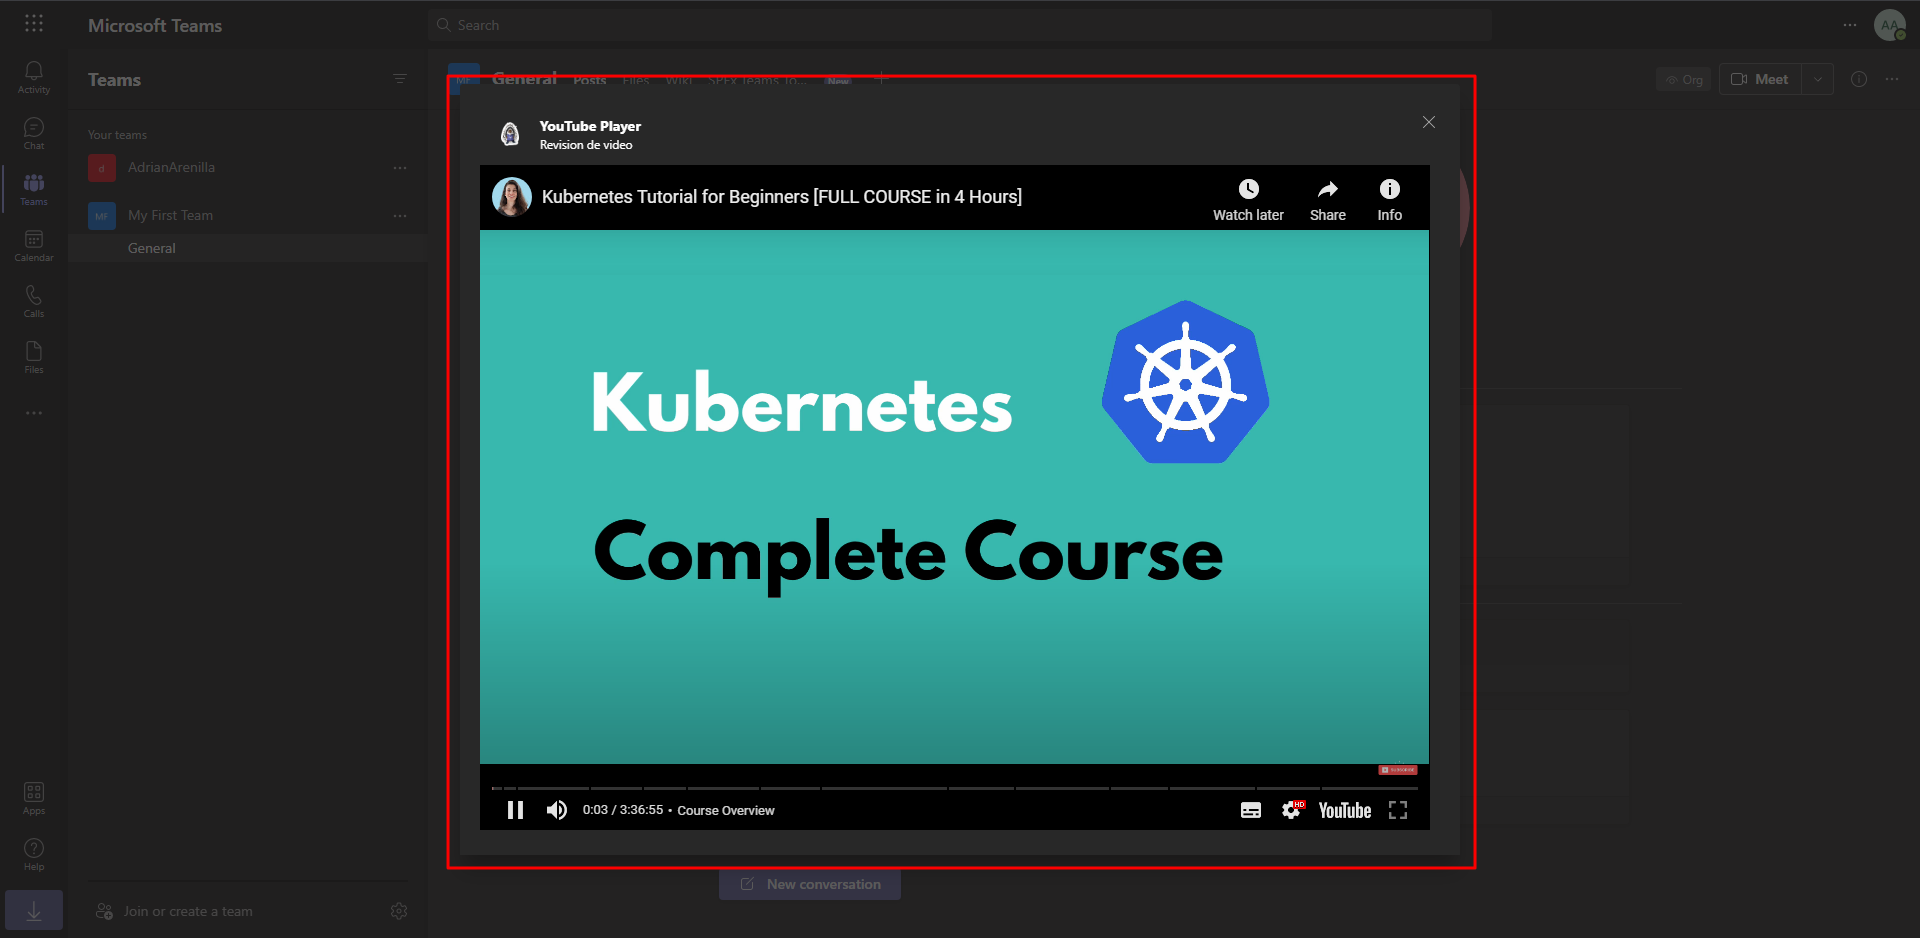 Microsoft Teams
Search
AA
Activity
Chat
Teams
Calendar
Calls
Files
Apps
Help
Teams
Your teams
d AdrianArenilla
MF My First Team
General
Join or create a team
MF General Posts Files Wiki SPFx Teams To... New
Org
Meet
YouTube Player
Revision de video
Kubernetes Tutorial for Beginners [FULL COURSE in 4 Hours]
Watch later
Share
Info
Kubernetes
Complete Course
SUBSCRIBE
0:03 / 3:36:55 • Course Overview
HD
YouTube
New conversation